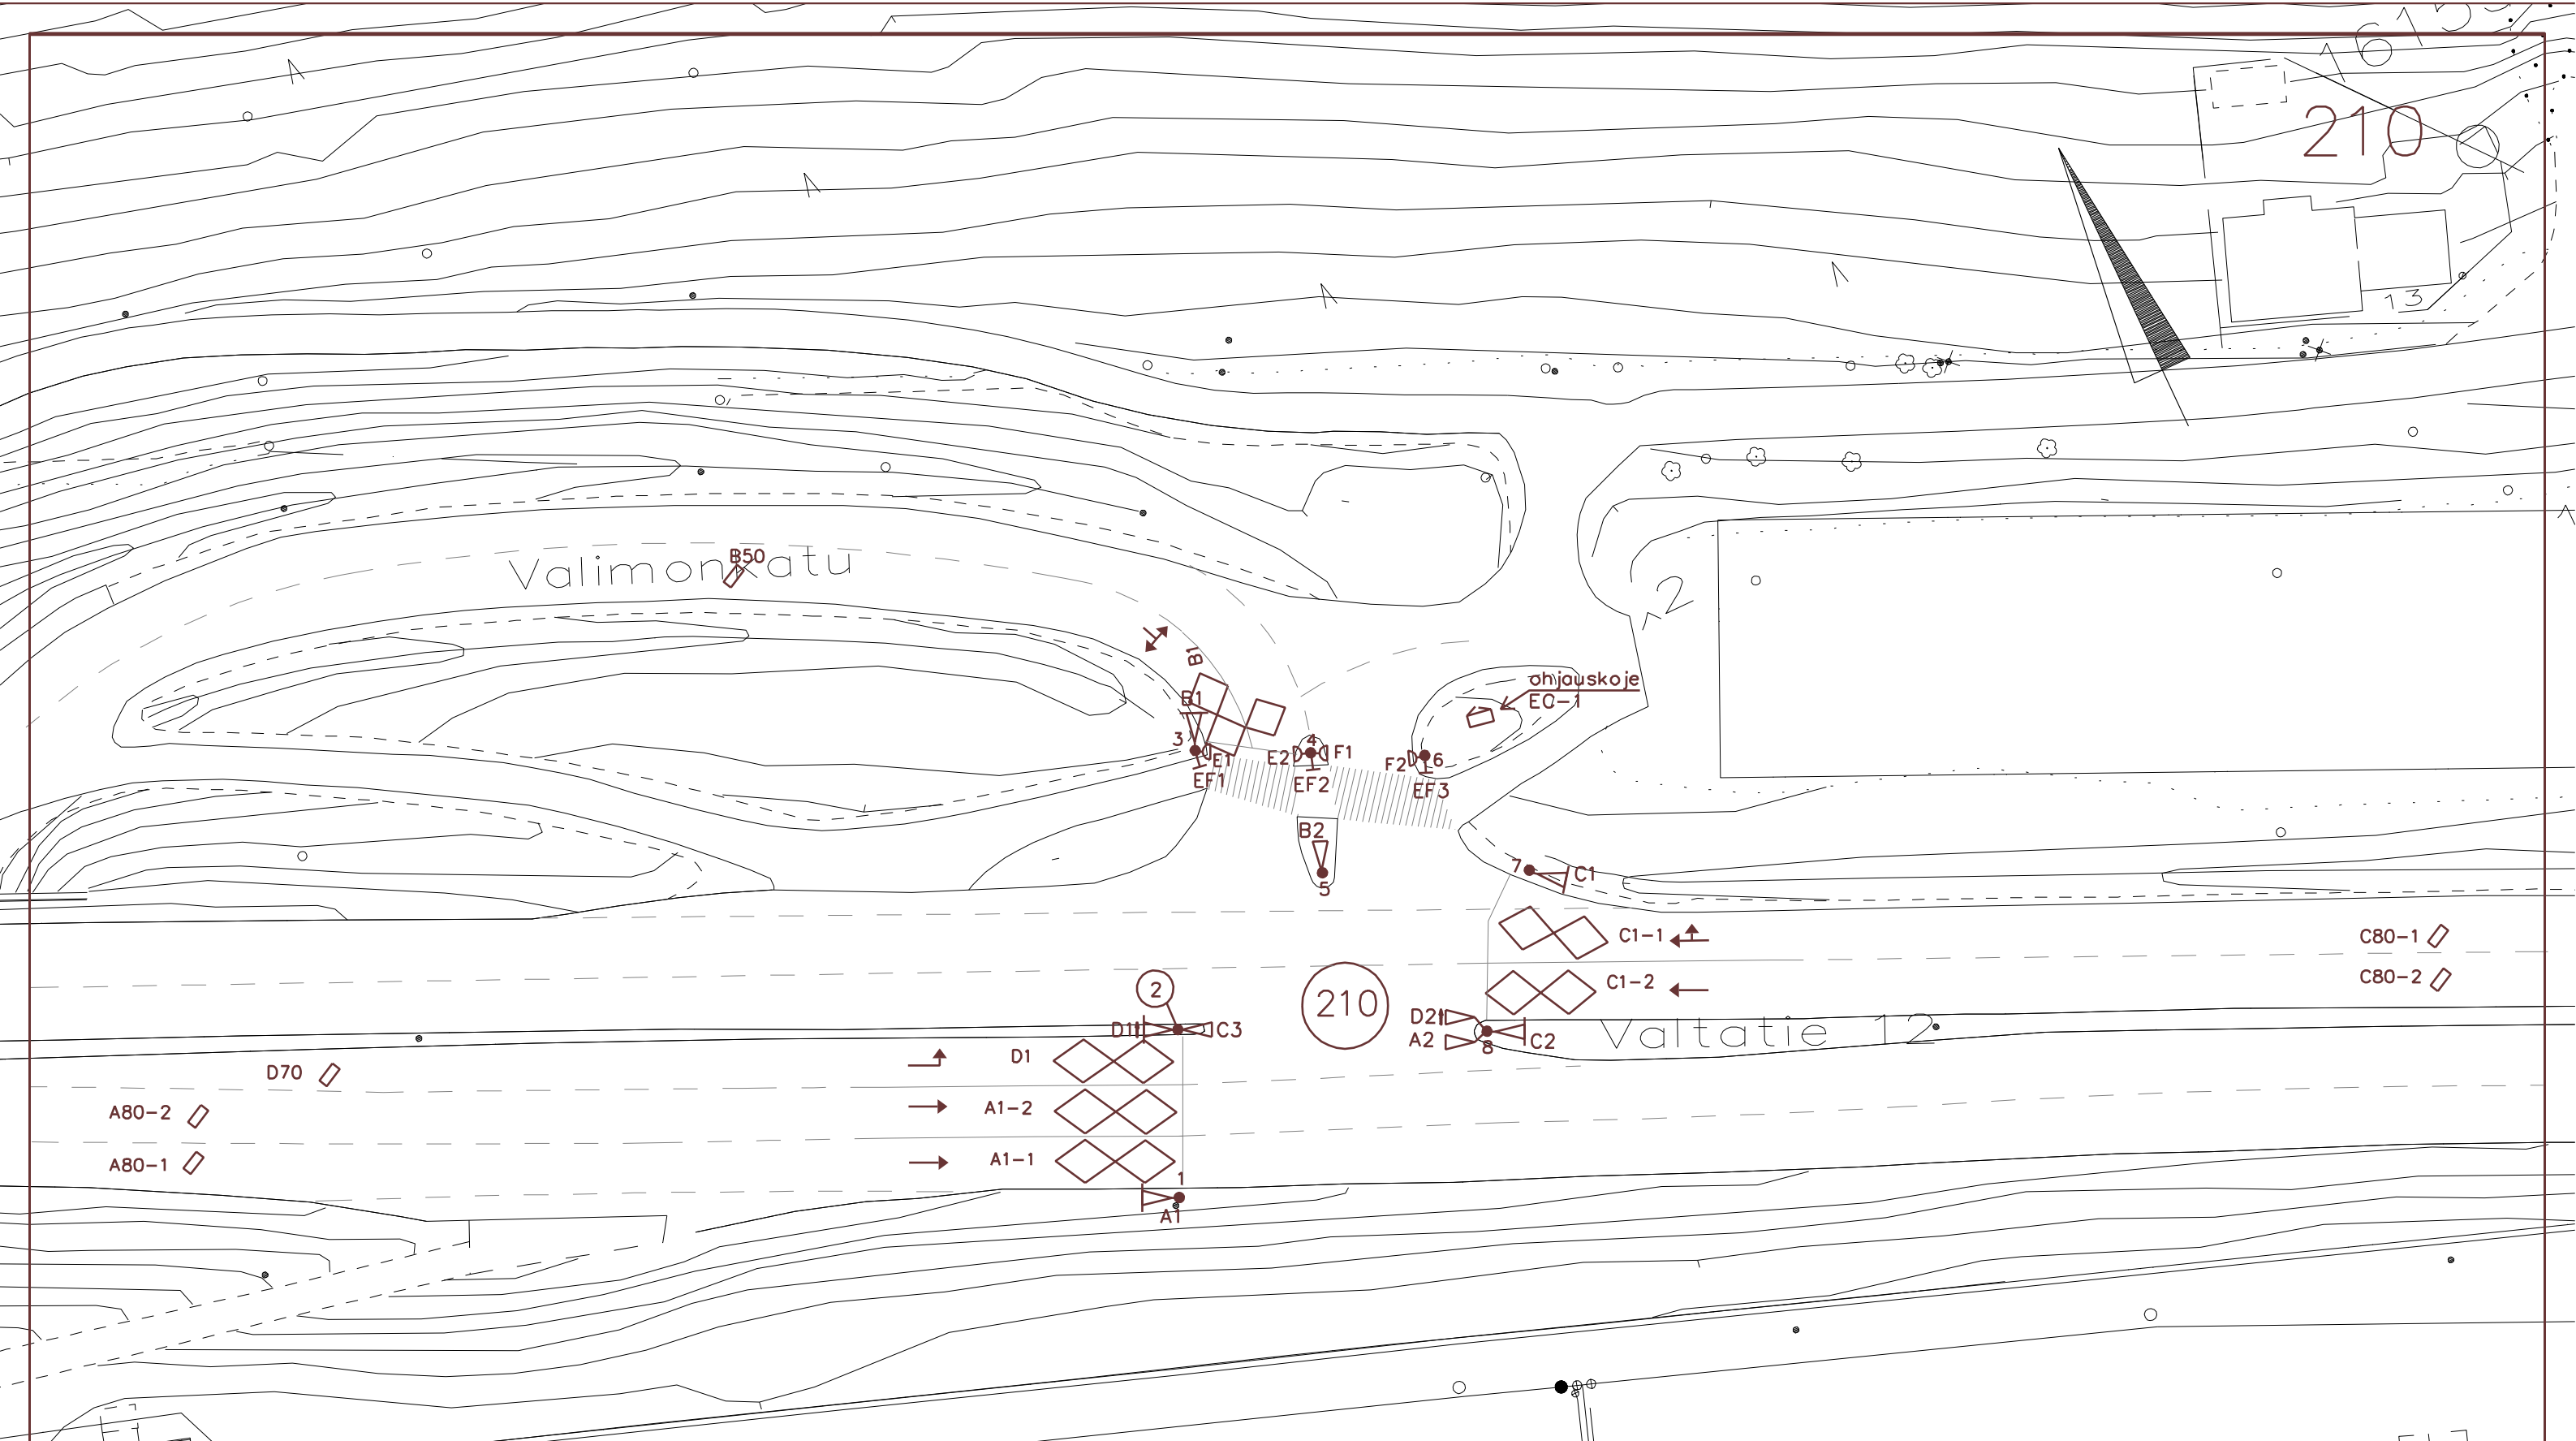 210
13
B50
Valimonkatu
12
B1
ohjauskoje
EC-1
B1
3
4
E1
E2
F1
F2
6
EF1
EF2
EF3
B2
5
7
C1
C1-1
C80-1
C1-2
C80-2
2
210
D1
C3
D2
A2
8
C2
Valtatie 12
D1
D70
A1-2
A80-2
A1-1
A80-1
1
A1